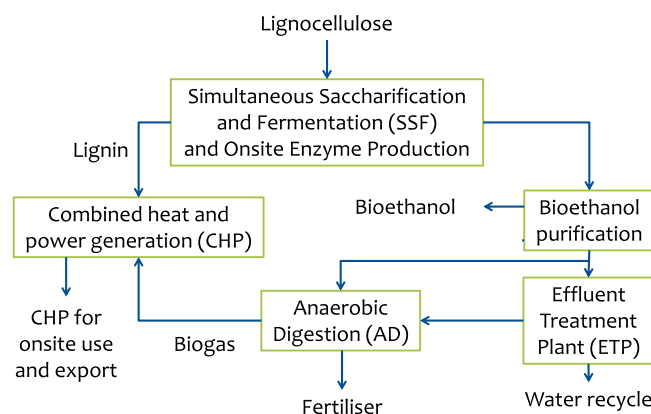 Lignocellulose
Simultaneous Saccharification
and Fermentation (SSF)
and Onsite Enzyme Production
Lignin
Combined heat and
power generation (CHP)
Bioethanol
Bioethanol
purification
CHP for
onsite use
and export
Biogas
Anaerobic
Digestion (AD)
Effluent
Treatment
Plant (ETP)
Fertiliser
Water recycle